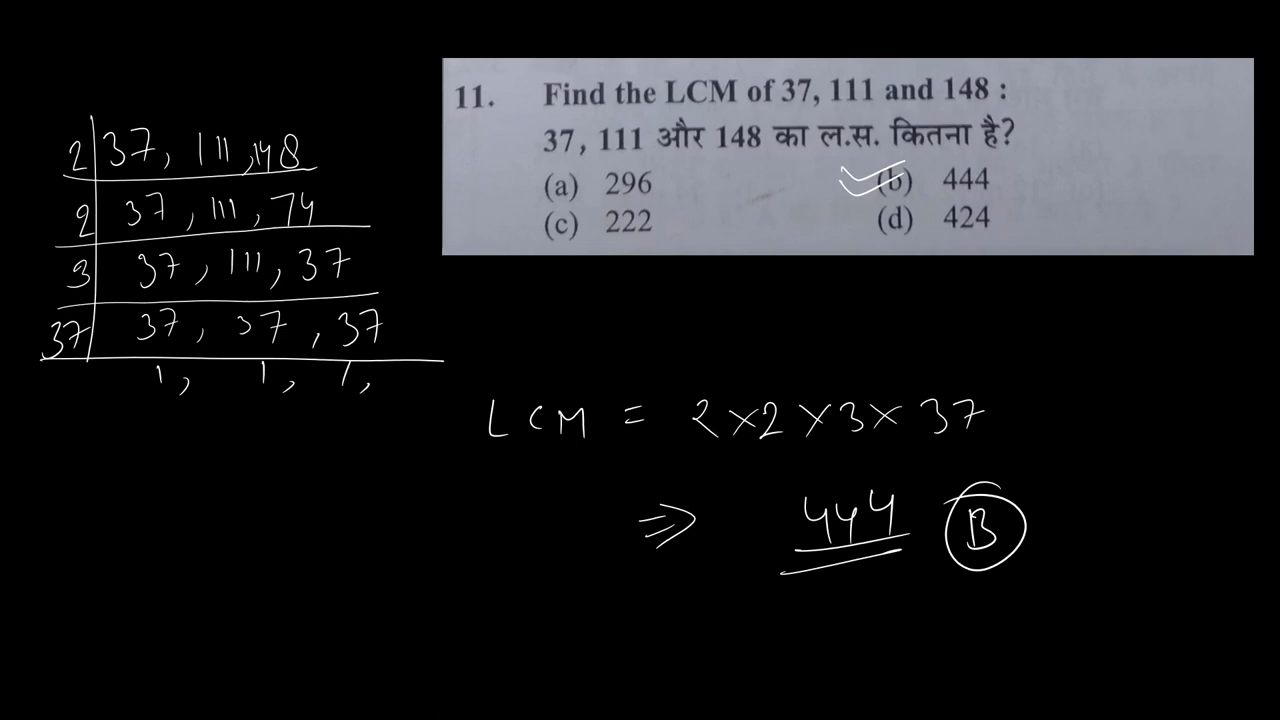 11. Find the LCM of 37, 111 and 148 :
37, 111 और 148 का ल.स. कितना है?
(a) 296 (b) 444
(c) 222 (d) 424
2 37, 111, 148
2 37, 111, 74
3 37, 111, 37
37 37, 37, 37
1, 1, 1,
LCM = 2×2×3×37
⇒ 444 B